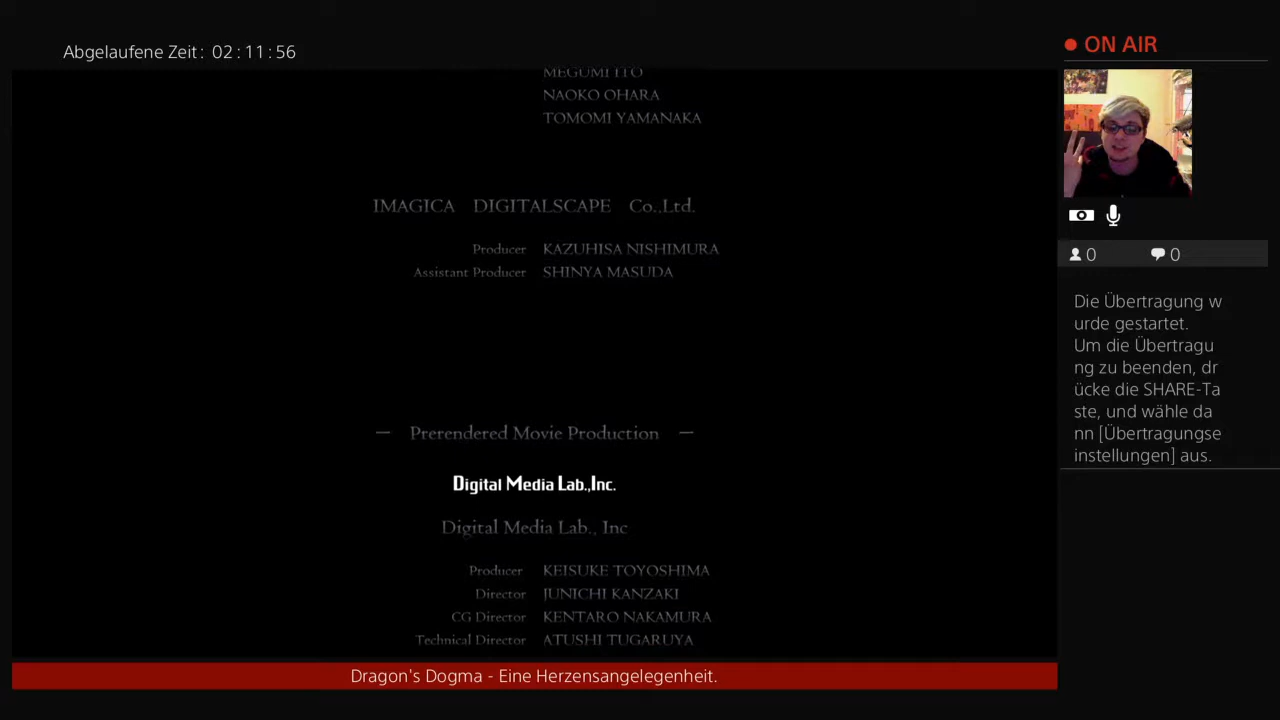 Abgelaufene Zeit: 02:11:56
ON AIR
MEGUMI ITO
NAOKO OHARA
TOMOMI YAMANAKA
IMAGICA DIGITALSCAPE Co.,Ltd.
Producer KAZUHISA NISHIMURA
Assistant Producer SHINYA MASUDA
0 0
Die Übertragung w
urde gestartet.
Um die Übertragu
ng zu beenden, dr
ücke die SHARE-Ta
ste, und wähle da
nn [Übertragungse
instellungen] aus.
— Prerendered Movie Production —
Digital Media Lab.,Inc.
Digital Media Lab., Inc
Producer KEISUKE TOYOSHIMA
Director JUNICHI KANZAKI
CG Director KENTARO NAKAMURA
Technical Director ATUSHI TUGARUYA
Dragon's Dogma - Eine Herzensangelegenheit.